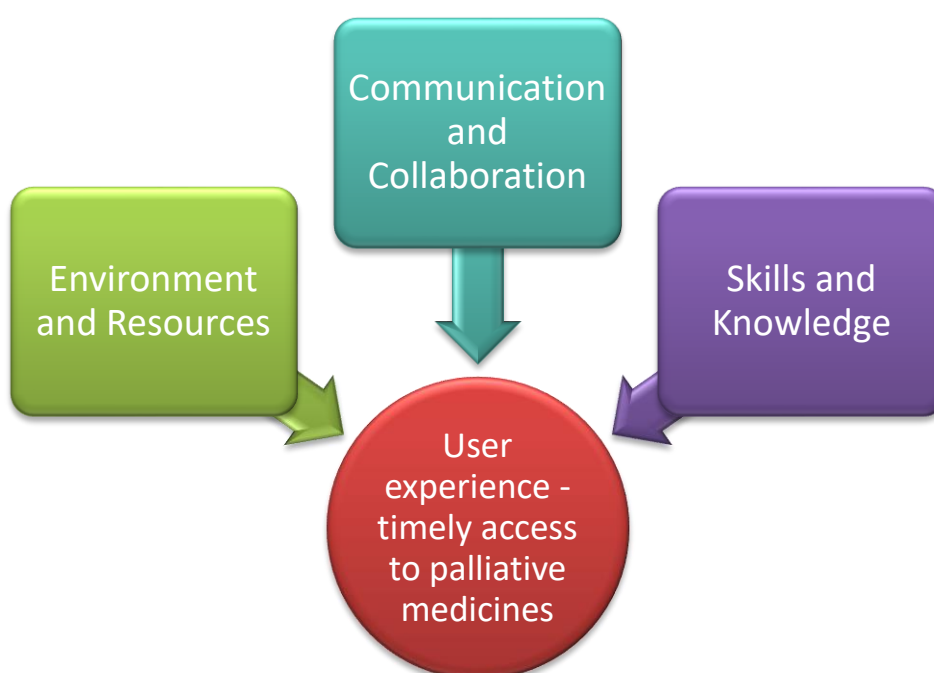 Communication
and
Collaboration
Environment
and Resources
Skills and
Knowledge
User
experience -
timely access
to palliative
medicines